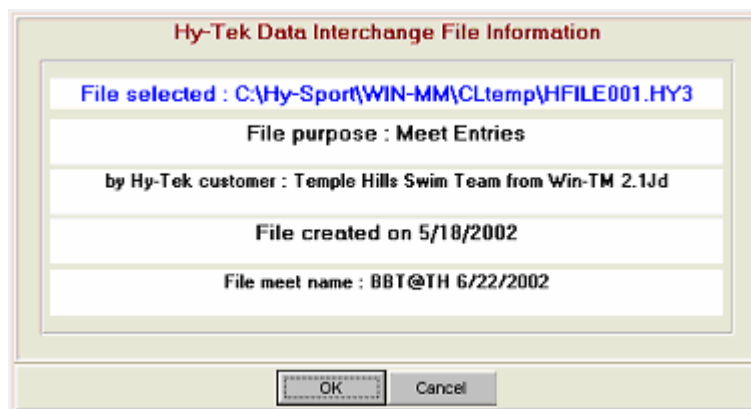 Hy-Tek Data Interchange File Information
File selected : C:\Hy-Sport\WIN-MM\CLtemp\HFILE001.HY3
File purpose : Meet Entries
by Hy-Tek customer : Temple Hills Swim Team from Win-TM 2.1Jd
File created on 5/18/2002
File meet name : BBT@TH 6/22/2002
OK Cancel